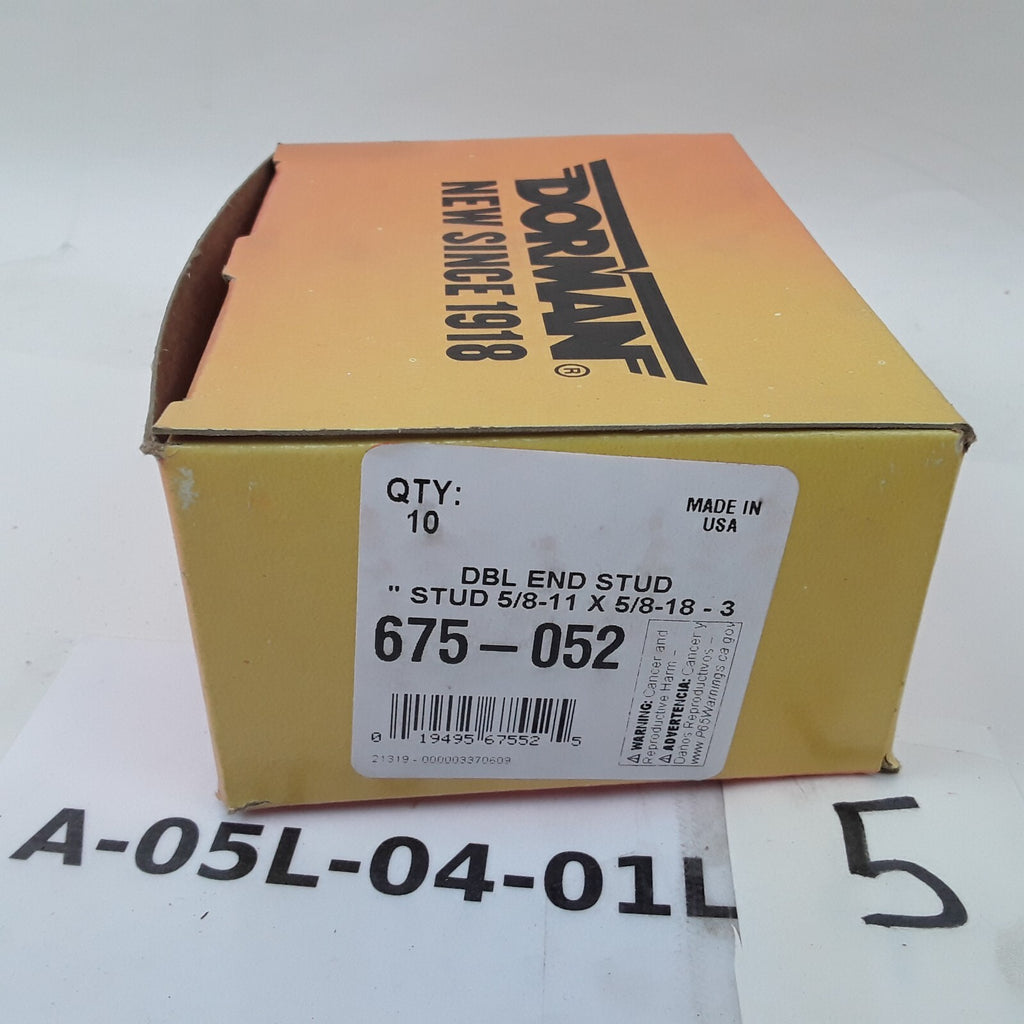 DORMAN®
NEW SINCE 1918
QTY:
10
MADE IN
USA
DBL END STUD
" STUD 5/8-11 X 5/8-18 - 3
675-052
⚠ WARNING: Cancer and
Reproductive Harm -
⚠ ADVERTENCIA: Cancer y
Danos Reproductivos -
www.P65Warnings.ca.gov
0 19495 67552 5
21319 - 000003370609
A-05L-04-01L
5